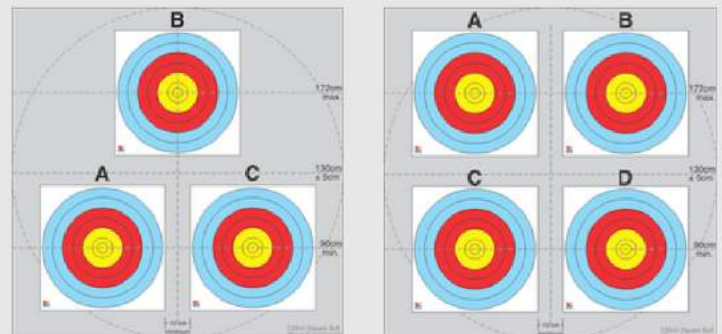 B
172cm
max.
130cm
± 5cm
A
C
90cm
min.
A
B
172cm
max.
130cm
± 5cm
C
D
90cm
min.